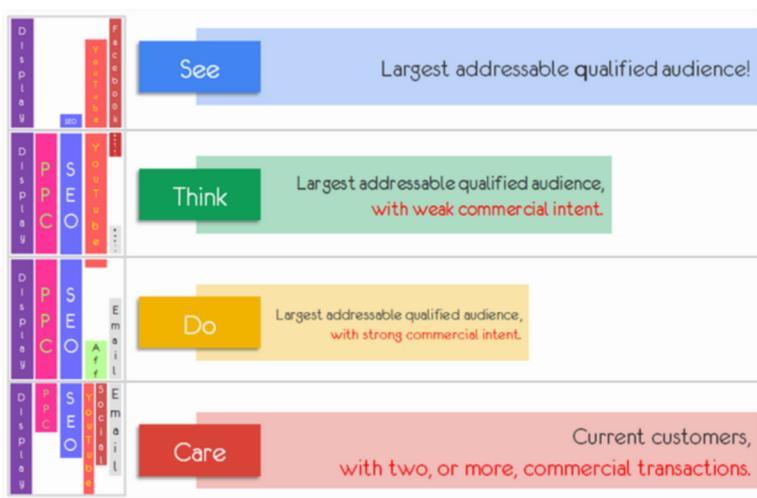 Display
SEO
YouTube
Facebook
See
Largest addressable qualified audience!
Display
PPC
SEO
YouTube
Think
Largest addressable qualified audience,
with weak commercial intent.
Display
PPC
SEO
Aff
Email
Do
Largest addressable qualified audience,
with strong commercial intent.
Display
PPC
SEO
YouTube
Social
Email
Care
Current customers,
with two, or more, commercial transactions.